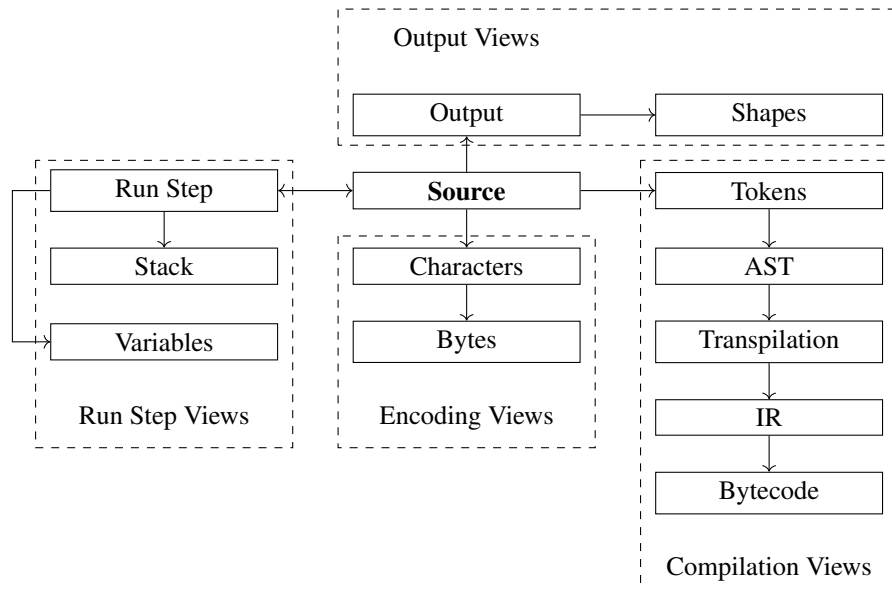 Output Views
Output
Shapes
Run Step
Source
Tokens
Stack
Characters
AST
Variables
Bytes
Transpilation
Run Step Views
Encoding Views
IR
Bytecode
Compilation Views